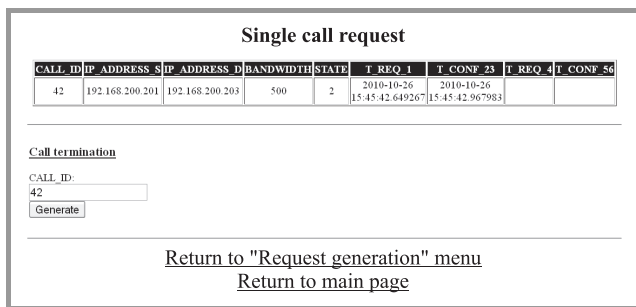 Single call request
CALL_ID IP_ADDRESS_S IP_ADDRESS_D BANDWIDTH STATE T_REQ_1 T_CONF_23 T_REQ_4 T_CONF_56
42 192.168.200.201 192.168.200.203 500 2 2010-10-26 15:45:42.649267 2010-10-26 15:45:42.967983
Call termination
CALL_ID:
42
Generate
Return to "Request generation" menu
Return to main page